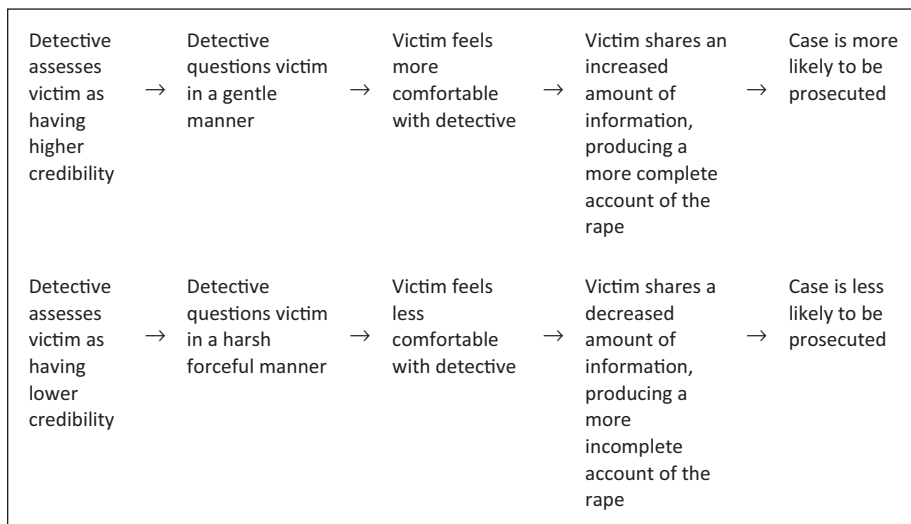 Detective
assesses
victim as
having
higher
credibility
→
Detective
questions victim
in a gentle
manner
→
Victim feels
more
comfortable
with detective
→
Victim shares an
increased
amount of
information,
producing a
more complete
account of the
rape
→
Case is more
likely to be
prosecuted
Detective
assesses
victim as
having
lower
credibility
→
Detective
questions victim
in a harsh
forceful manner
→
Victim feels
less
comfortable
with detective
→
Victim shares a
decreased
amount of
information,
producing a
more
incomplete
account of the
rape
→
Case is less
likely to be
prosecuted